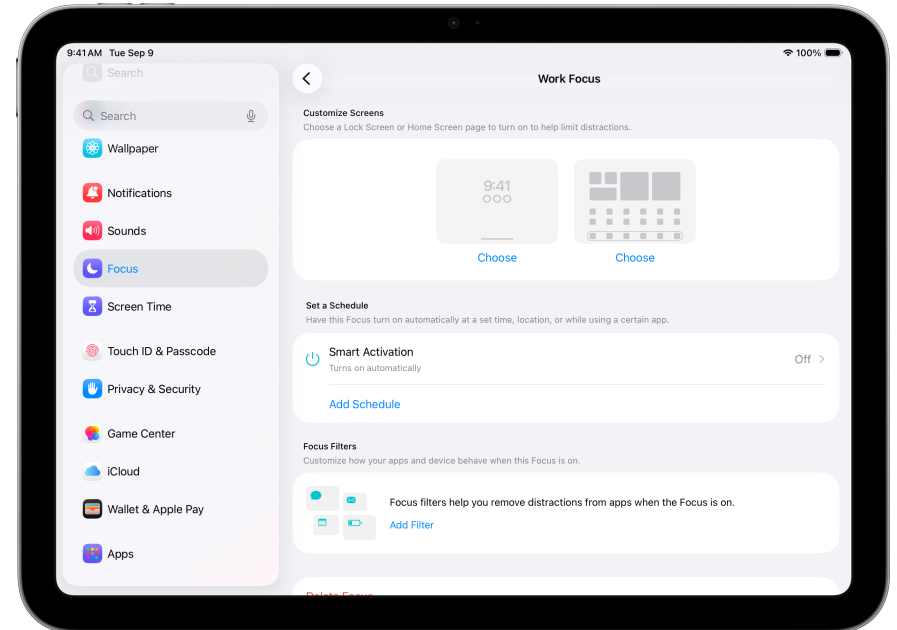 9:41 AM Tue Sep 9
100%
Search
Search
Wallpaper
Notifications
Sounds
Focus
Screen Time
Touch ID & Passcode
Privacy & Security
Game Center
iCloud
Wallet & Apple Pay
Apps
Work Focus
Customize Screens
Choose a Lock Screen or Home Screen page to turn on to help limit distractions.
9:41
Choose
Choose
Set a Schedule
Have this Focus turn on automatically at a set time, location, or while using a certain app.
Smart Activation
Off
Turns on automatically
Add Schedule
Focus Filters
Customize how your apps and device behave when this Focus is on.
Focus filters help you remove distractions from apps when the Focus is on.
Add Filter
Delete Focus